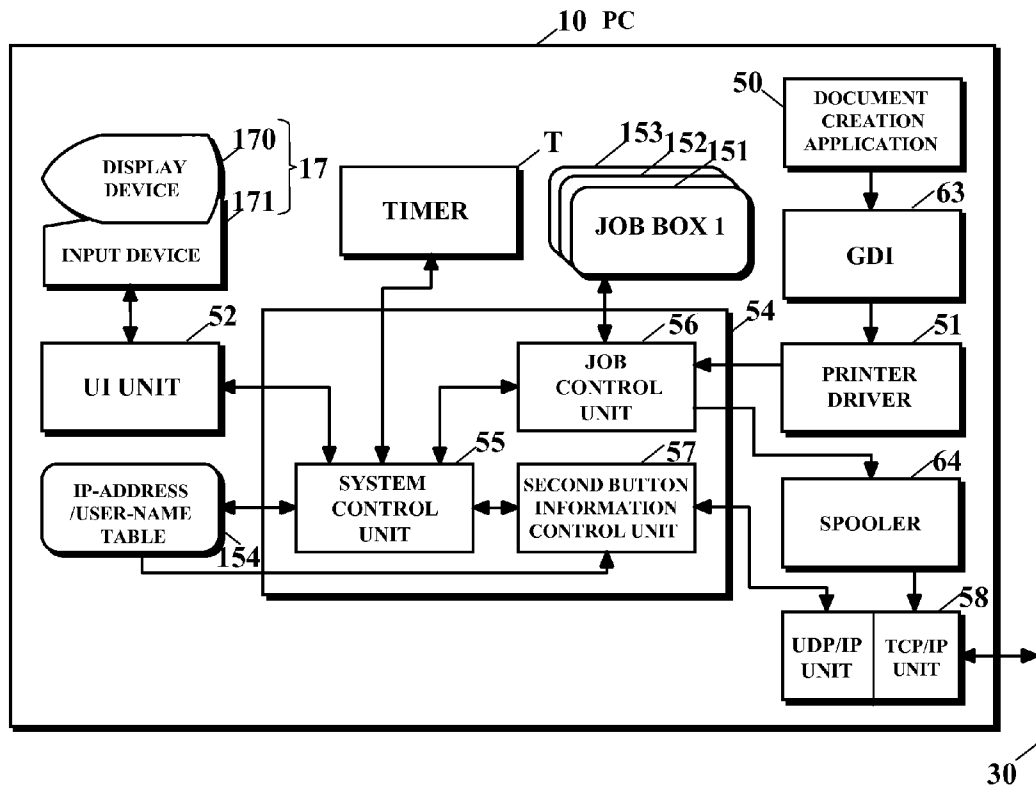 10 PC
50
DOCUMENT
CREATION
APPLICATION
170
DISPLAY
DEVICE
17
171
INPUT DEVICE
T
TIMER
153
152
151
JOB BOX 1
63
GDI
52
UI UNIT
54
56
JOB
CONTROL
UNIT
51
PRINTER
DRIVER
55
SYSTEM
CONTROL
UNIT
57
SECOND BUTTON
INFORMATION
CONTROL UNIT
64
SPOOLER
IP-ADDRESS
/USER-NAME
TABLE
154
58
UDP/IP
UNIT
TCP/IP
UNIT
30